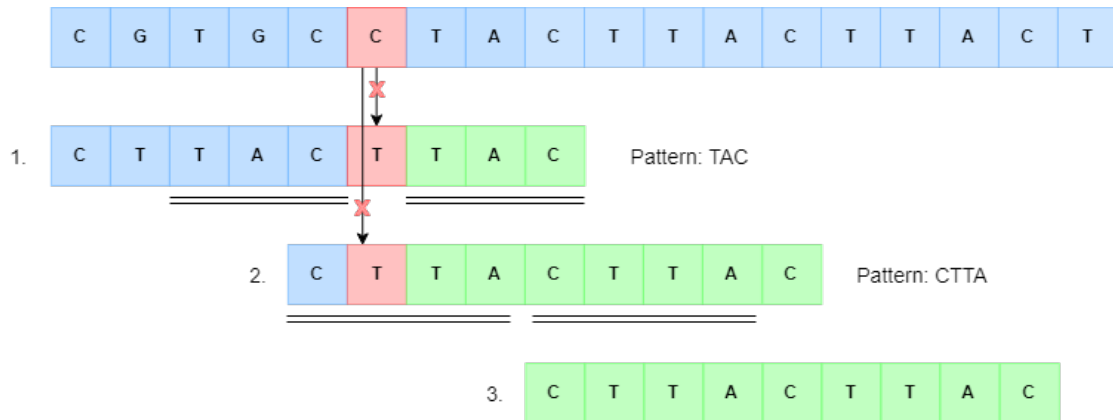 C G T G C C T A C T T A C T T A C T
1. C T T A C T T A C Pattern: TAC
2. C T T A C T T A C Pattern: CTTA
3. C T T A C T T A C